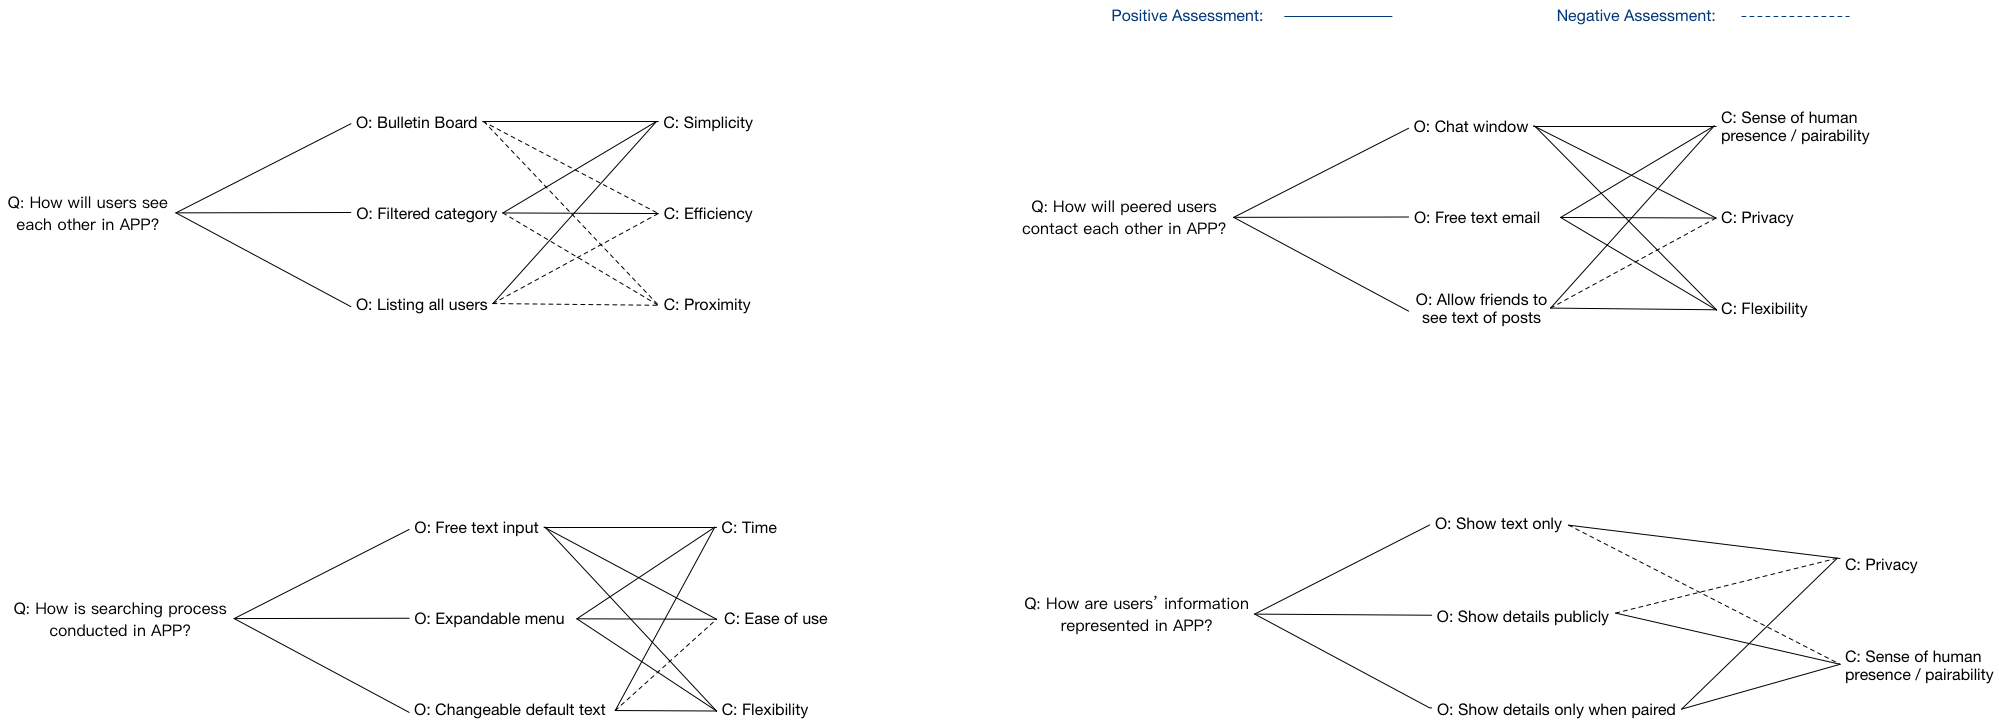 Positive Assessment:
Negative Assessment:
Q: How will users see
each other in APP?
O: Bulletin Board
O: Filtered category
O: Listing all users
C: Simplicity
C: Efficiency
C: Proximity
Q: How will peered users
contact each other in APP?
O: Chat window
O: Free text email
O: Allow friends to
see text of posts
C: Sense of human
presence / pairability
C: Privacy
C: Flexibility
Q: How is searching process
conducted in APP?
O: Free text input
O: Expandable menu
O: Changeable default text
C: Time
C: Ease of use
C: Flexibility
Q: How are users’ information
represented in APP?
O: Show text only
O: Show details publicly
O: Show details only when paired
C: Privacy
C: Sense of human
presence / pairability